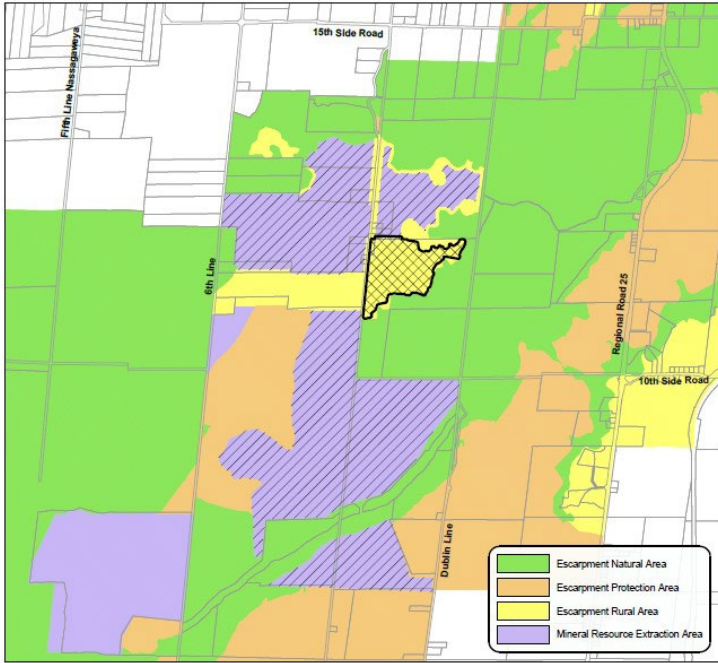 15th Side Road
Fifth Line Nassagaweya
6th Line
Regional Road 25
10th Side Road
Dublin Line
Escarpment Natural Area
Escarpment Protection Area
Escarpment Rural Area
Mineral Resource Extraction Area